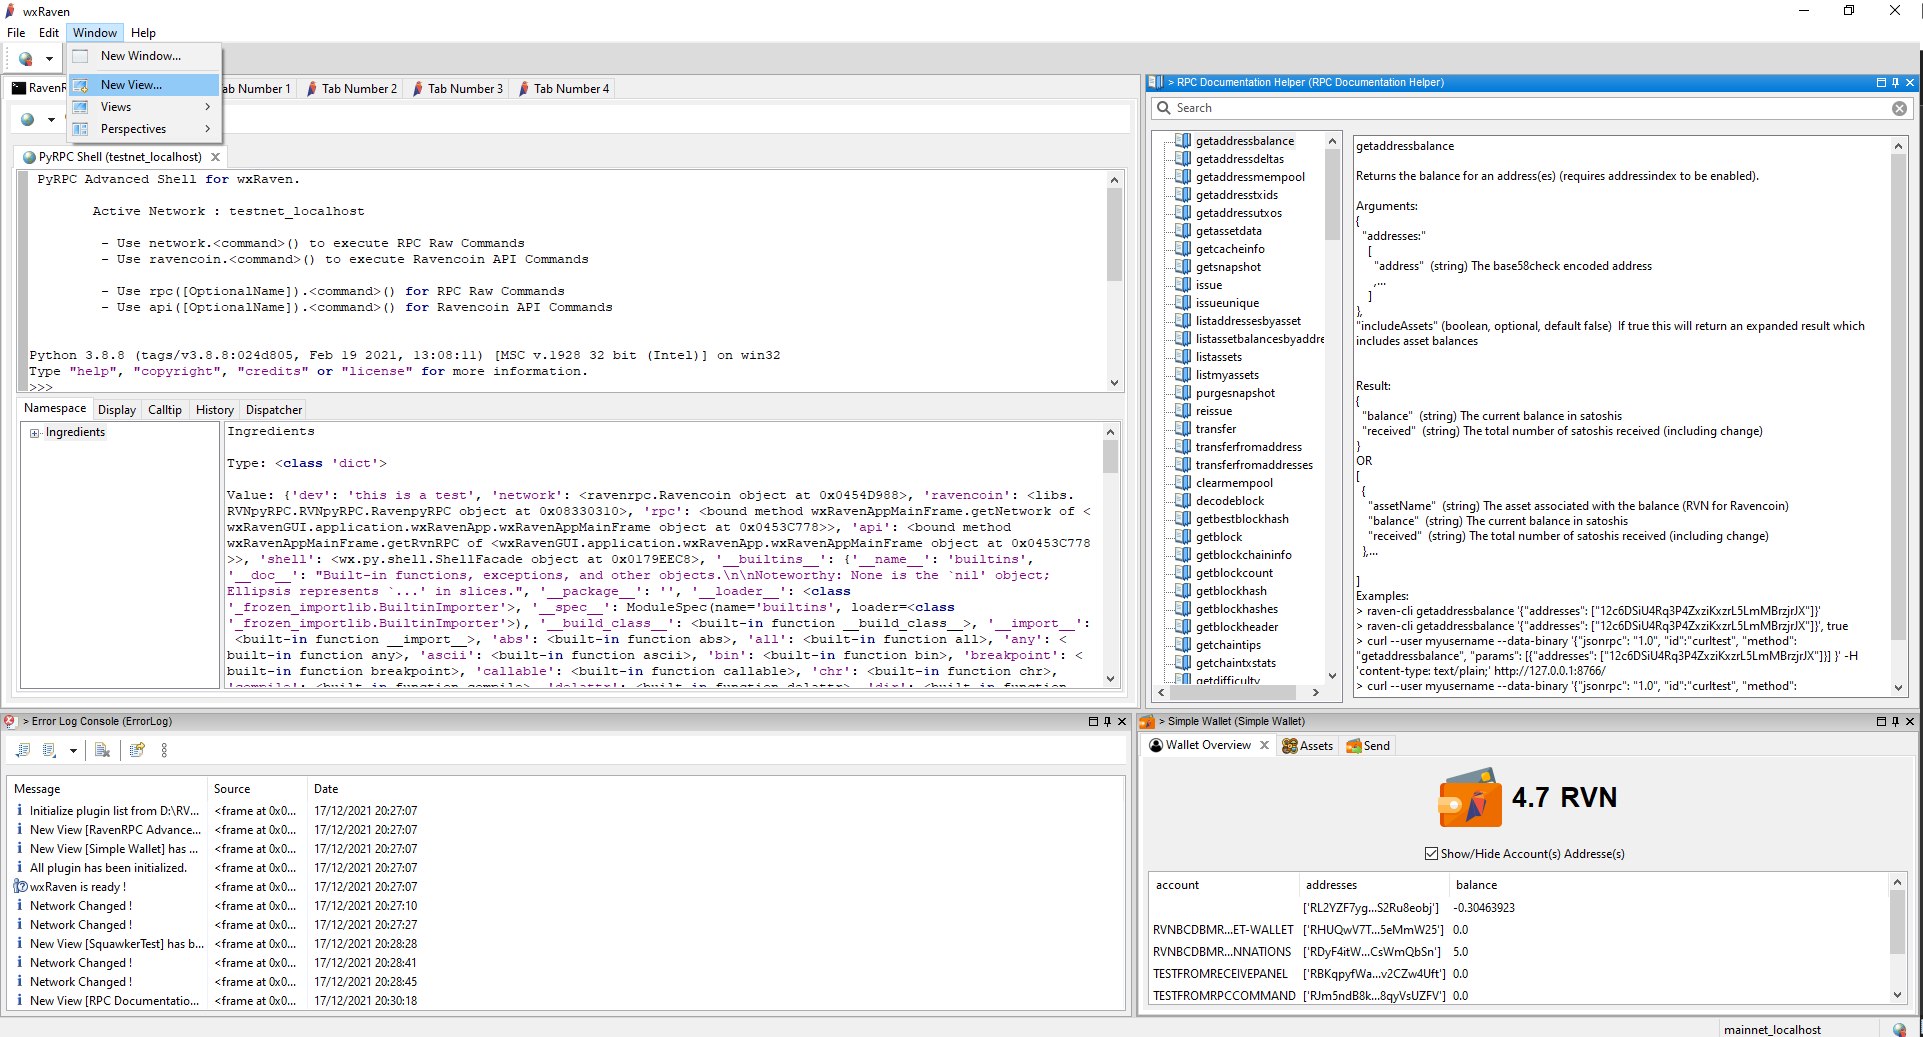 wxRaven
File Edit Window Help
New Window...
New View...
Views
Perspectives
RavenR
ab Number 1
Tab Number 2
Tab Number 3
Tab Number 4
PyRPC Shell (testnet_localhost)
PyRPC Advanced Shell for wxRaven.
Active Network : testnet_localhost
- Use network.<command>() to execute RPC Raw Commands
- Use ravencoin.<command>() to execute Ravencoin API Commands
- Use rpc([OptionalName]).<command>() for RPC Raw Commands
- Use api([OptionalName]).<command>() for Ravencoin API Commands
Python 3.8.8 (tags/v3.8.8:024d805, Feb 19 2021, 13:08:11) [MSC v.1928 32 bit (Intel)] on win32
Type "help", "copyright", "credits" or "license" for more information.
>>>
Namespace Display Calltip History Dispatcher
Ingredients
Ingredients
Type: <class 'dict'>
Value: {'dev': 'this is a test', 'network': <ravenrpc.Ravencoin object at 0x0454D988>, 'ravencoin': <libs.
RVNpyRPC.RVNpyRPC.RavenpyRPC object at 0x08330310>, 'rpc': <bound method wxRavenAppMainFrame.getNetwork of <
wxRavenGUI.application.wxRavenApp.wxRavenAppMainFrame object at 0x0453C778>>, 'api': <bound method
wxRavenAppMainFrame.getRvnRPC of <wxRavenGUI.application.wxRavenApp.wxRavenAppMainFrame object at 0x0453C778
>>, 'shell': <wx.py.shell.ShellFacade object at 0x0179EEC8>, '__builtins__': {'__name__': 'builtins',
'__doc__': "Built-in functions, exceptions, and other objects.\n\nNoteworthy: None is the `nil' object;
Ellipsis represents `...' in slices.", '__package__': '', '__loader__': <class
'_frozen_importlib.BuiltinImporter'>, '__spec__': ModuleSpec(name='builtins', loader=<class
'_frozen_importlib.BuiltinImporter'>), '__build_class__': <built-in function __build_class__>, '__import__':
<built-in function __import__>, 'abs': <built-in function abs>, 'all': <built-in function all>, 'any': <
built-in function any>, 'ascii': <built-in function ascii>, 'bin': <built-in function bin>, 'breakpoint': <
built-in function breakpoint>, 'callable': <built-in function callable>, 'chr': <built-in function chr>,
'compile': <built-in function compile>, 'delattr': <built-in function delattr>, 'dir': <built-in function
> RPC Documentation Helper (RPC Documentation Helper)
Search
getaddressbalance
getaddressdeltas
getaddressmempool
getaddresstxids
getaddressutxos
getassetdata
getcacheinfo
getsnapshot
issue
issueunique
listaddressesbyasset
listassetbalancesbyaddre
listassets
listmyassets
purgesnapshot
reissue
transfer
transferfromaddress
transferfromaddresses
clearmempool
decodeblock
getbestblockhash
getblock
getblockchaininfo
getblockcount
getblockhash
getblockhashes
getblockheader
getchaintips
getchaintxstats
getdifficulty
getaddressbalance
Returns the balance for an address(es) (requires addressindex to be enabled).
Arguments:
{
"addresses:"
[
"address" (string) The base58check encoded address
,...
]
},
"includeAssets" (boolean, optional, default false) If true this will return an expanded result which
includes asset balances
Result:
{
"balance" (string) The current balance in satoshis
"received" (string) The total number of satoshis received (including change)
}
OR
[
{
"assetName" (string) The asset associated with the balance (RVN for Ravencoin)
"balance" (string) The current balance in satoshis
"received" (string) The total number of satoshis received (including change)
},...
]
Examples:
> raven-cli getaddressbalance '{"addresses": ["12c6DSiU4Rq3P4ZxziKxzrL5LmMBrzjrJX"]}'
> raven-cli getaddressbalance '{"addresses": ["12c6DSiU4Rq3P4ZxziKxzrL5LmMBrzjrJX"]}', true
> curl --user myusername --data-binary '{"jsonrpc": "1.0", "id":"curltest", "method":
"getaddressbalance", "params": [{"addresses": ["12c6DSiU4Rq3P4ZxziKxzrL5LmMBrzjrJX"]}] }' -H
'content-type: text/plain;' http://127.0.0.1:8766/
> curl --user myusername --data-binary '{"jsonrpc": "1.0", "id":"curltest", "method":
> Error Log Console (ErrorLog)
Message Source Date
Initialize plugin list from D:\RV... <frame at 0x0... 17/12/2021 20:27:07
New View [RavenRPC Advance... <frame at 0x0... 17/12/2021 20:27:07
New View [Simple Wallet] has ... <frame at 0x0... 17/12/2021 20:27:07
All plugin has been initialized. <frame at 0x0... 17/12/2021 20:27:07
wxRaven is ready ! <frame at 0x0... 17/12/2021 20:27:07
Network Changed ! <frame at 0x0... 17/12/2021 20:27:10
Network Changed ! <frame at 0x0... 17/12/2021 20:27:27
New View [SquawkerTest] has b... <frame at 0x0... 17/12/2021 20:28:28
Network Changed ! <frame at 0x0... 17/12/2021 20:28:41
Network Changed ! <frame at 0x0... 17/12/2021 20:28:45
New View [RPC Documentatio... <frame at 0x0... 17/12/2021 20:30:18
> Simple Wallet (Simple Wallet)
Wallet Overview Assets Send
4.7 RVN
Show/Hide Account(s) Addresse(s)
account addresses balance
['RL2YZF7yg...S2Ru8eobj'] -0.30463923
RVNBCDBMR...ET-WALLET ['RHUQwV7T...5eMmW25'] 0.0
RVNBCDBMR...NNATIONS ['RDyF4itW...CsWmQbSn'] 5.0
TESTFROMRECEIVEPANEL ['RBKqpyfWa...v2CZw4Uft'] 0.0
TESTFROMRPCCOMMAND ['RJm5ndB8k...8qyVsUZFV'] 0.0
mainnet_localhost